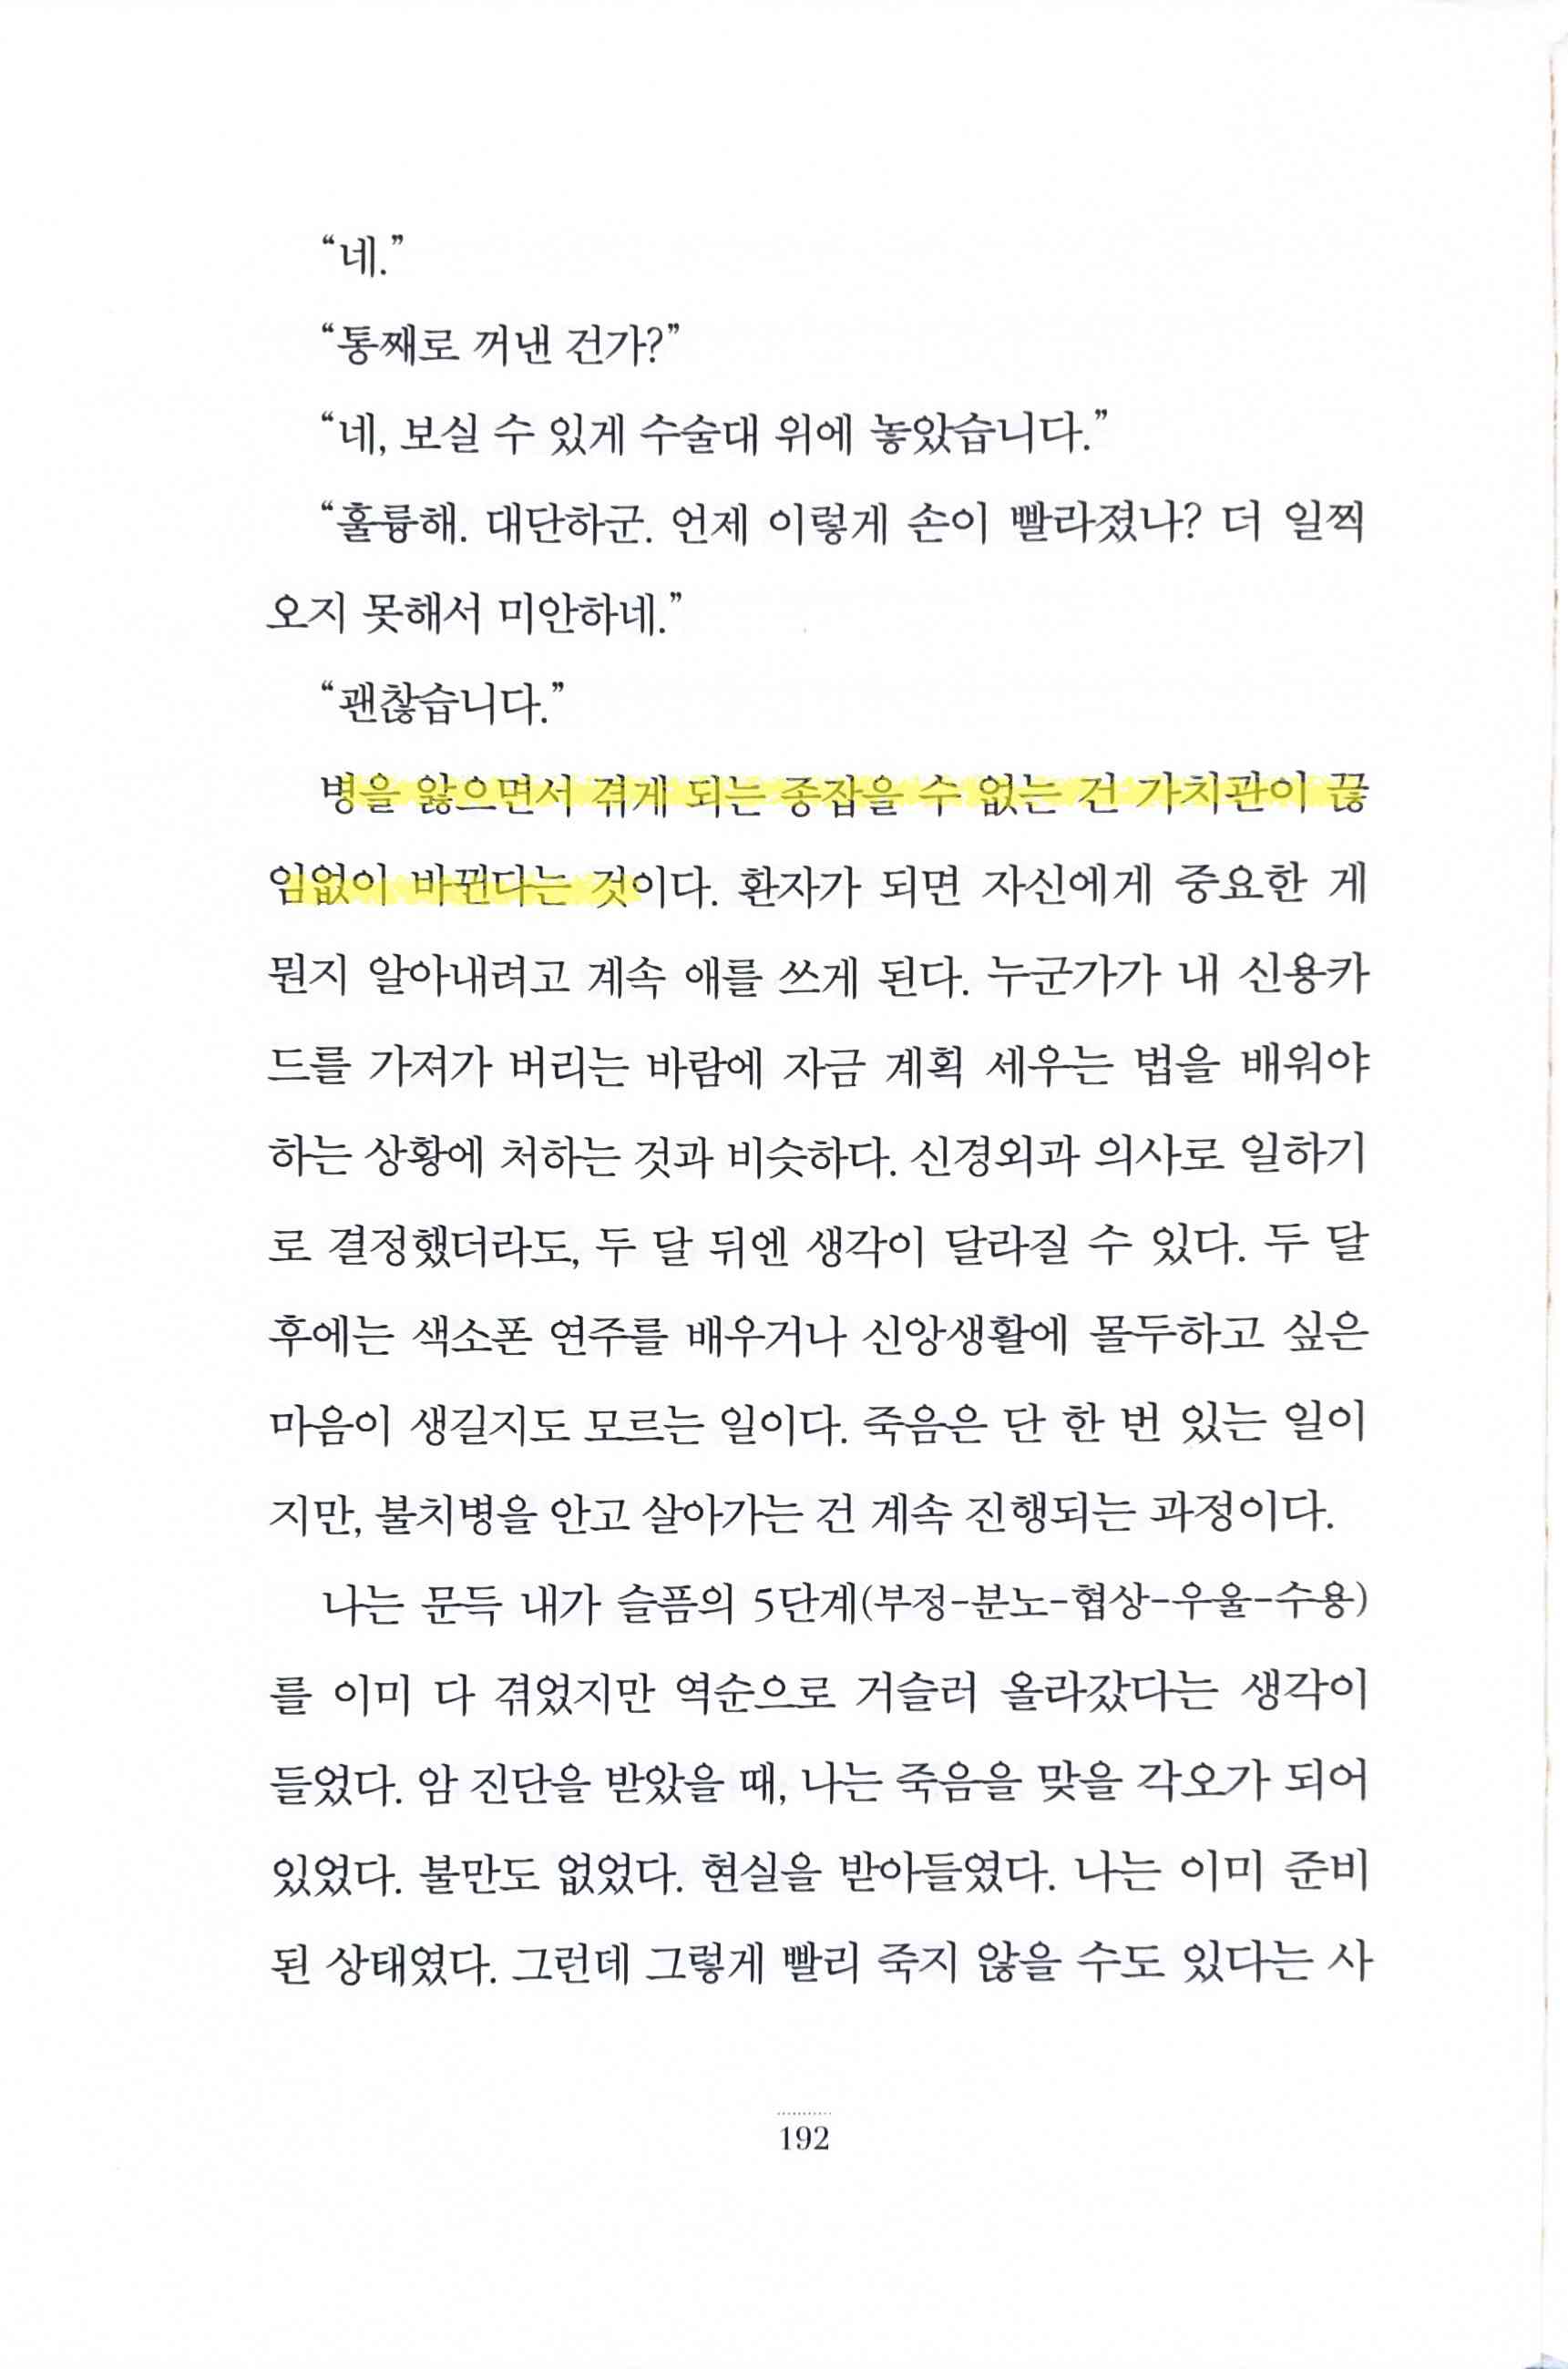 “네.”
“통째로 꺼낸 건가?”
“네, 보실 수 있게 수술대 위에 놓았습니다.”
“훌륭해. 대단하군. 언제 이렇게 손이 빨라졌나? 더 일찍
오지 못해서 미안하네.”
“괜찮습니다.”
병을 앓으면서 겪게 되는 종잡을 수 없는 건 가치관이 끊
임없이 바뀐다는 것이다. 환자가 되면 자신에게 중요한 게
뭔지 알아내려고 계속 애를 쓰게 된다. 누군가가 내 신용카
드를 가져가 버리는 바람에 자금 계획 세우는 법을 배워야
하는 상황에 처하는 것과 비슷하다. 신경외과 의사로 일하기
로 결정했더라도, 두 달 뒤엔 생각이 달라질 수 있다. 두 달
후에는 색소폰 연주를 배우거나 신앙생활에 몰두하고 싶은
마음이 생길지도 모르는 일이다. 죽음은 단 한 번 있는 일이
지만, 불치병을 안고 살아가는 건 계속 진행되는 과정이다.
나는 문득 내가 슬픔의 5단계(부정-분노-협상-우울-수용)
를 이미 다 겪었지만 역순으로 거슬러 올라갔다는 생각이
들었다. 암 진단을 받았을 때, 나는 죽음을 맞을 각오가 되어
있었다. 불만도 없었다. 현실을 받아들였다. 나는 이미 준비
된 상태였다. 그런데 그렇게 빨리 죽지 않을 수도 있다는 사
192